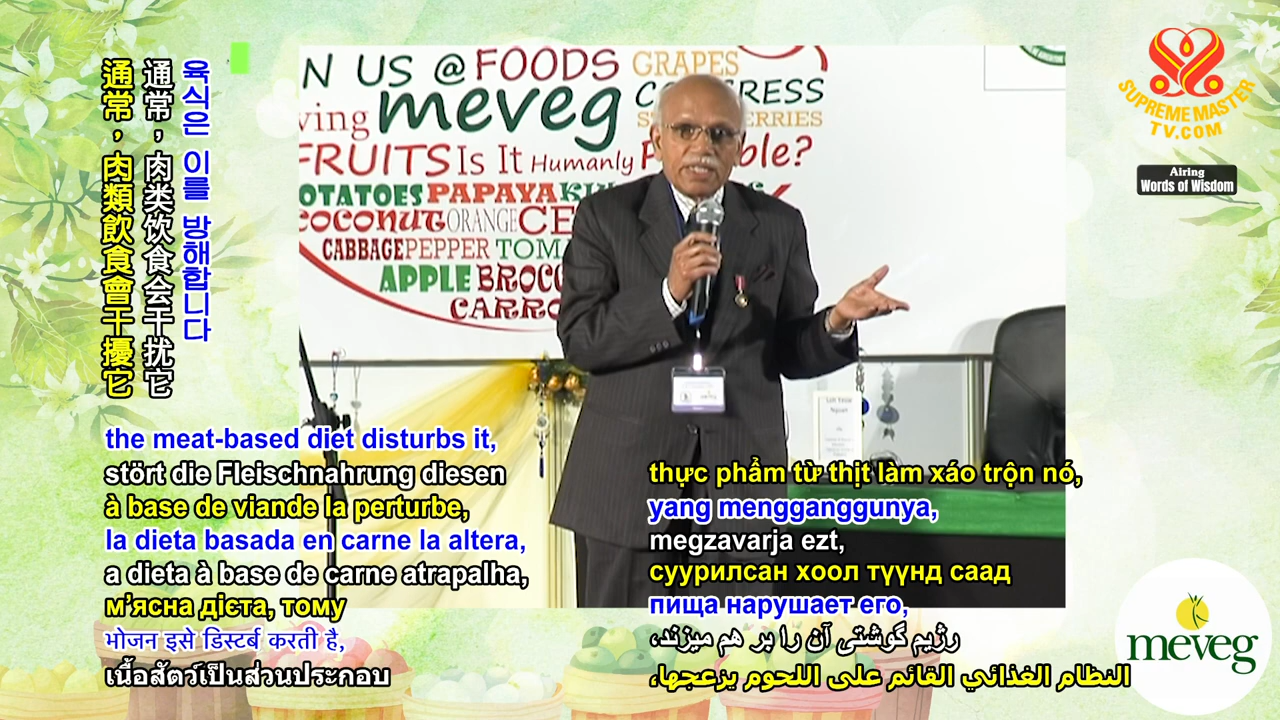 通常，肉類飲食會干擾它
通常，肉类饮食会干扰它
육식은 이를 방해합니다
N US @ FOODS GRAPES
ving meveg CONGRESS
FRUITS Is It Humanly
OTATOES PAPAYA
COCONUT ORANGE
CABBAGE PEPPER
APPLE
SUPREME MASTER
TV.COM
Airing
Words of Wisdom
the meat-based diet disturbs it,
stört die Fleischnahrung diesen
à base de viande la perturbe,
la dieta basada en carne la altera,
a dieta à base de carne atrapalha,
м'ясна дієта, тому
भोजन इसे डिस्टर्ब करती है,
เนื้อสัตว์เป็นส่วนประกอบ
thực phẩm từ thịt làm xáo trộn nó,
yang mengganggunya,
megzavarja ezt,
суурилсан хоол түүнд саад
пища нарушает его,
رژیم گوشتی آن را بر هم میزند،
النظام الغذائي القائم على اللحوم يزعجها،
meveg